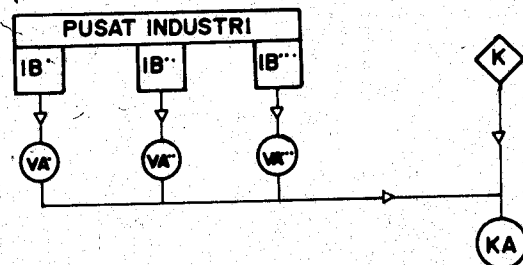 PUSAT INDUSTRI
IB· IB·· IB··· K
VA· VA·· VA···
KA